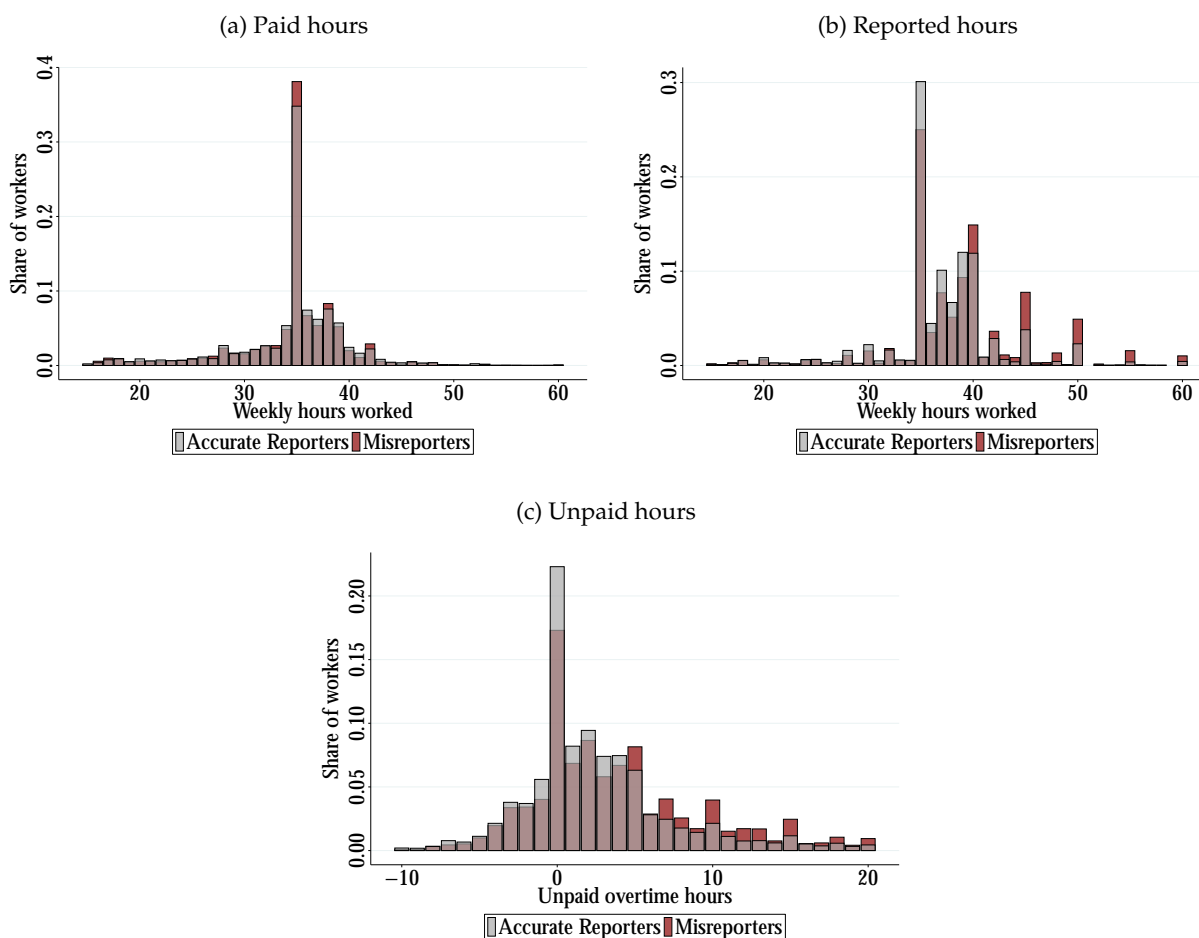 (a) Paid hours
Share of workers
0.0 0.1 0.2 0.3 0.4
20 30 40 50 60
Weekly hours worked
Accurate Reporters Misreporters
(b) Reported hours
Share of workers
0.0 0.1 0.2 0.3
20 30 40 50 60
Weekly hours worked
Accurate Reporters Misreporters
(c) Unpaid hours
Share of workers
0.00 0.05 0.10 0.15 0.20
−10 0 10 20
Unpaid overtime hours
Accurate Reporters Misreporters